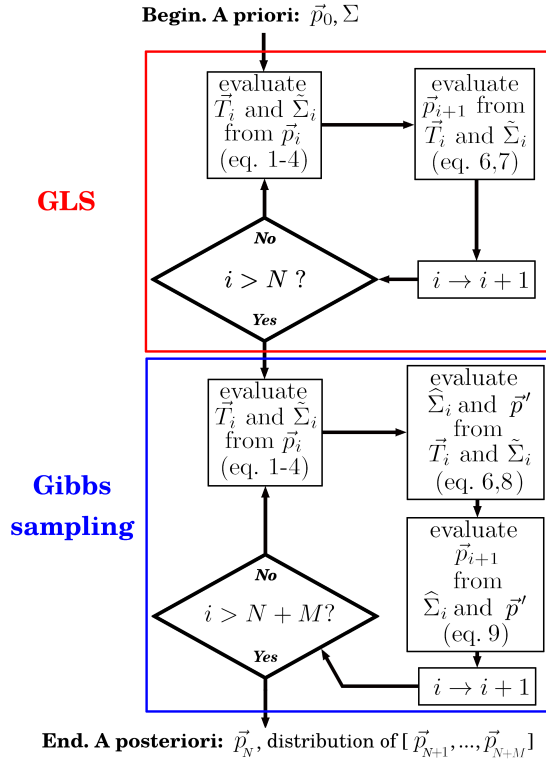 Begin. A priori: p⃗₀, Σ
evaluate
T⃗ᵢ and Σ̃ᵢ
from p⃗ᵢ
(eq. 1-4)
evaluate
p⃗ᵢ₊₁ from
T⃗ᵢ and Σ̃ᵢ
(eq. 6,7)
GLS
No
i > N ?
Yes
i → i + 1
evaluate
T⃗ᵢ and Σ̃ᵢ
from p⃗ᵢ
(eq. 1-4)
evaluate
Σ̂ᵢ and p⃗'
from
T⃗ᵢ and Σ̃ᵢ
(eq. 6,8)
Gibbs
sampling
evaluate
p⃗ᵢ₊₁
from
Σ̂ᵢ and p⃗'
(eq. 9)
No
i > N + M?
Yes
i → i + 1
End. A posteriori: p⃗_N, distribution of [ p⃗_{N+1}, ..., p⃗_{N+M} ]